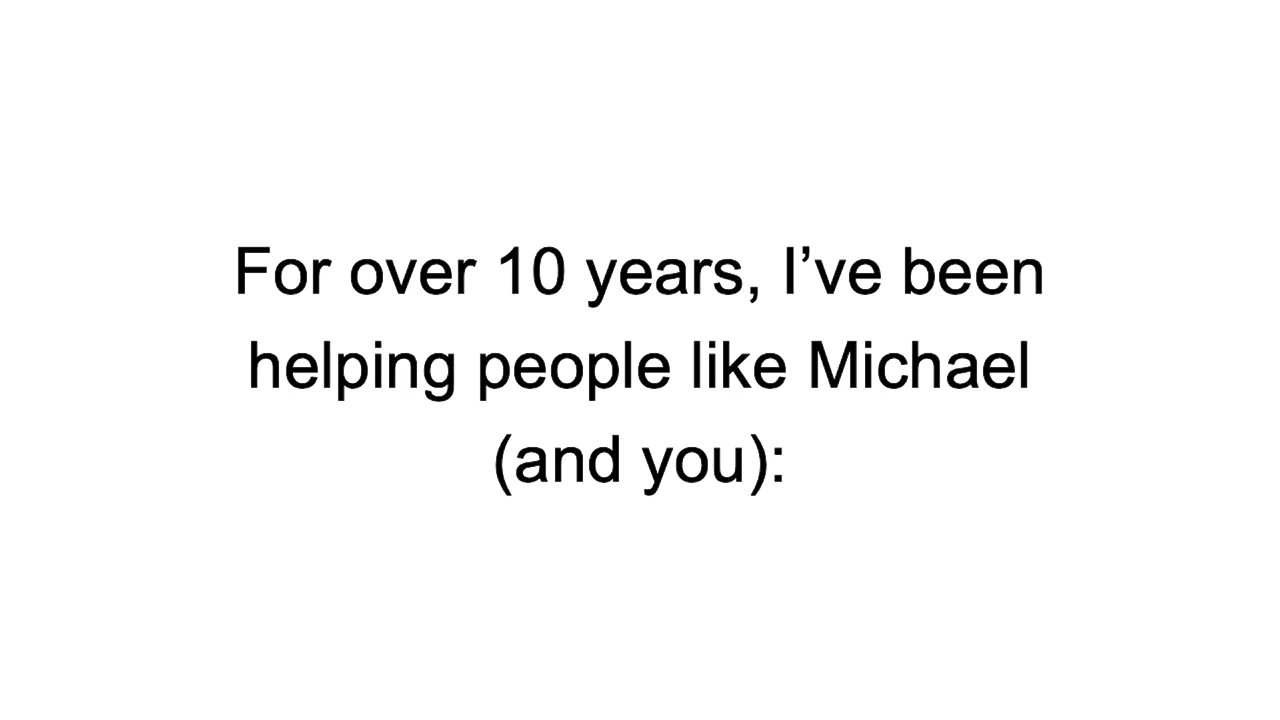 For over 10 years, I’ve been
helping people like Michael
(and you):